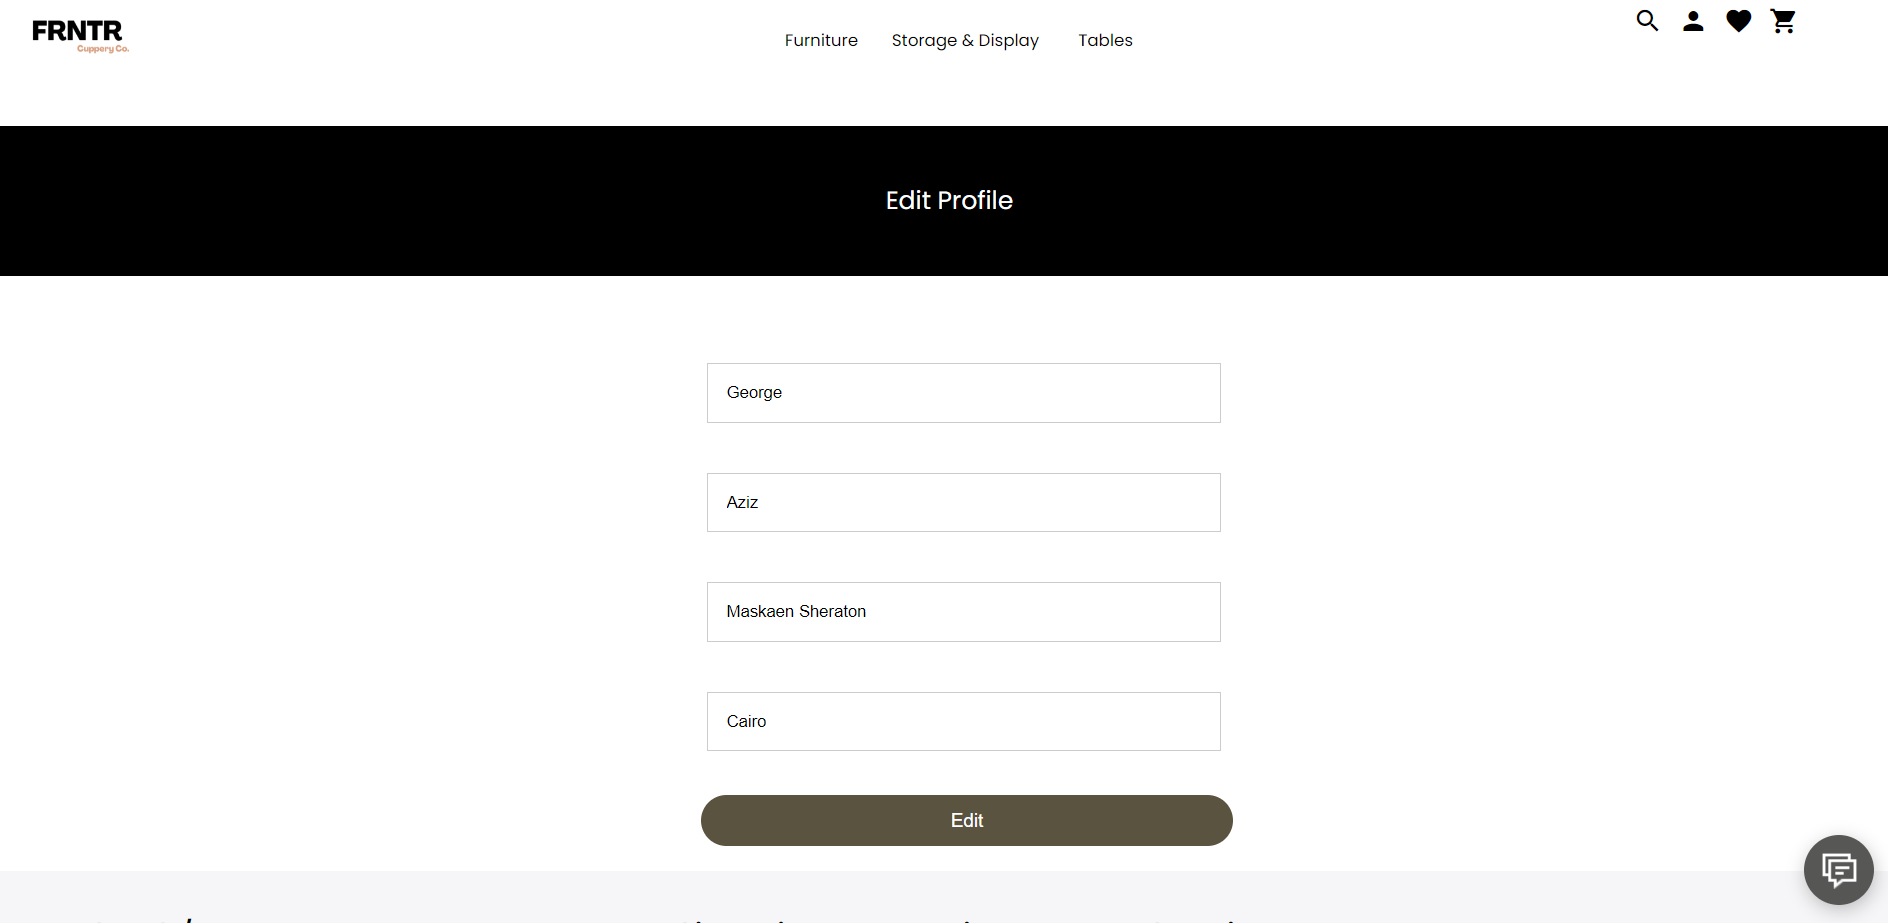 FRNTR
Cuppery Co.
Furniture Storage & Display Tables
Edit Profile
George
Aziz
Maskaen Sheraton
Cairo
Edit